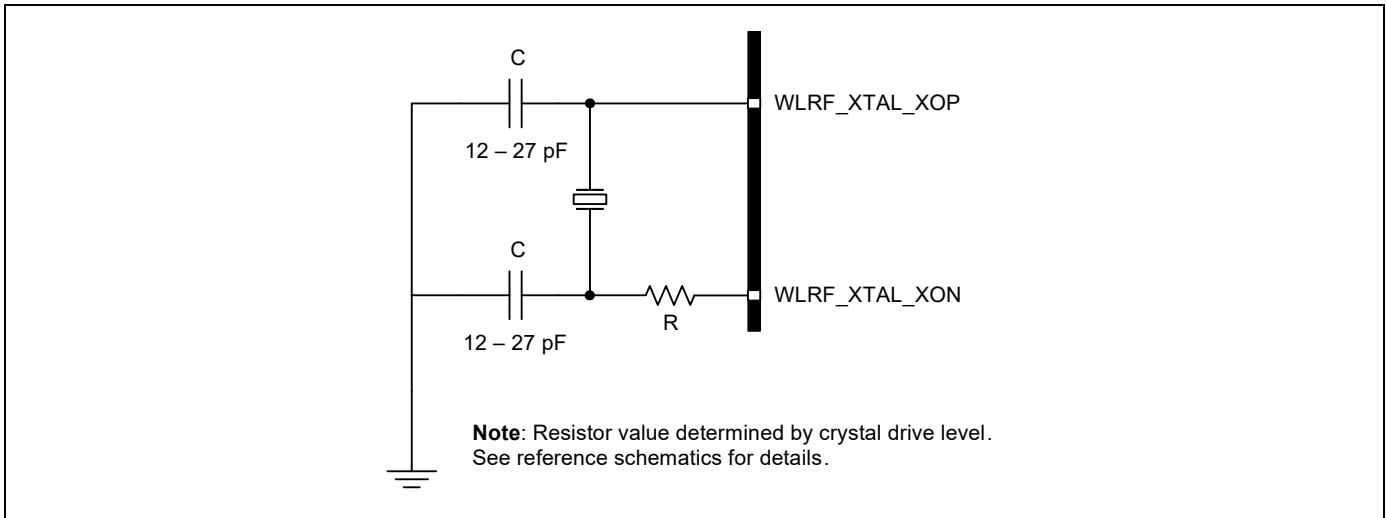 C
WLRF_XTAL_XOP
12 – 27 pF
C
WLRF_XTAL_XON
R
12 – 27 pF
Note: Resistor value determined by crystal drive level.
See reference schematics for details.